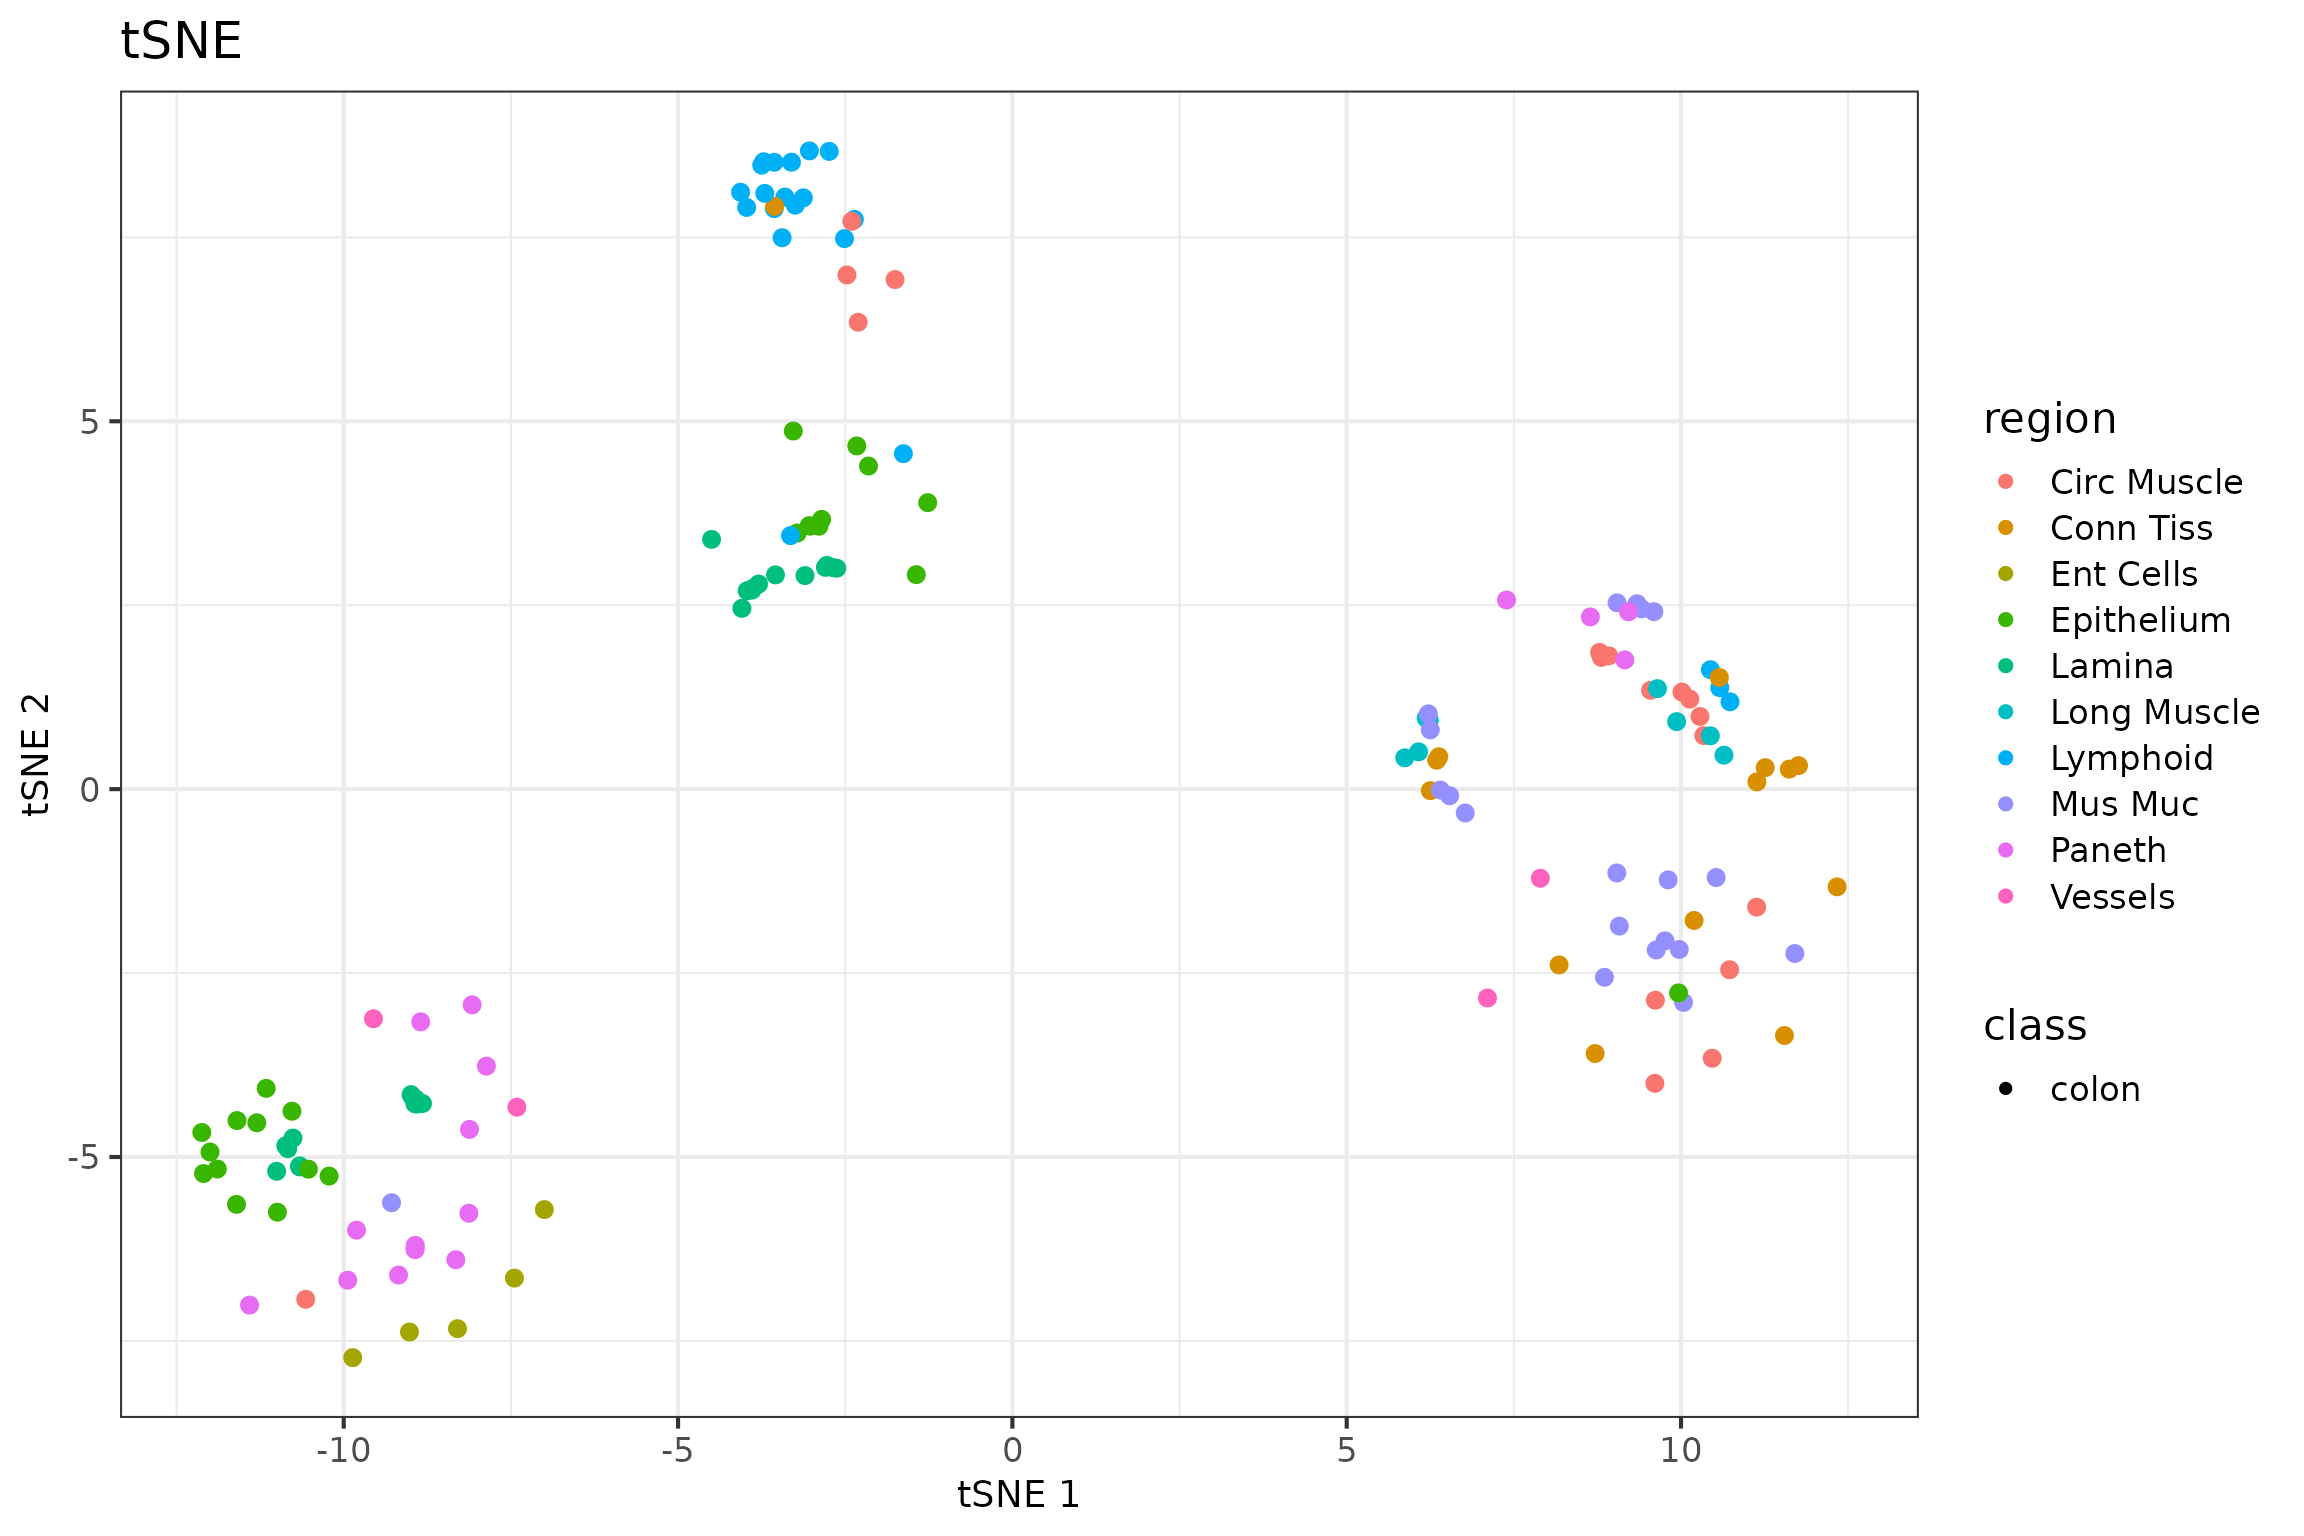 tSNE
tSNE 2
5
0
-5
-10
-5
0
5
10
tSNE 1
region
Circ Muscle
Conn Tiss
Ent Cells
Epithelium
Lamina
Long Muscle
Lymphoid
Mus Muc
Paneth
Vessels
class
colon